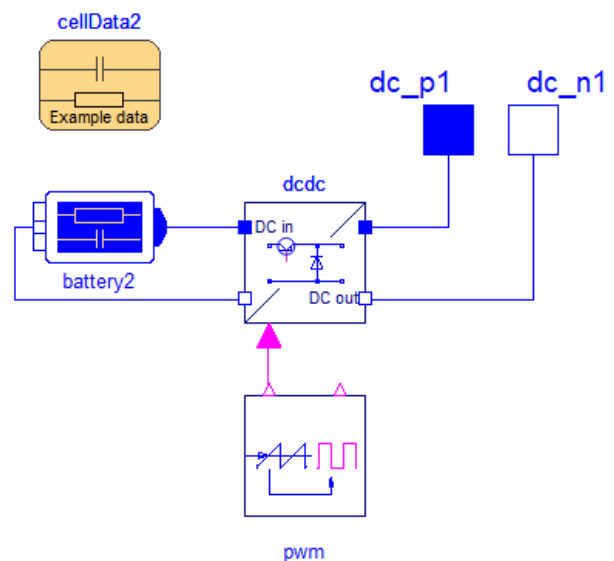 cellData2
Example data
dc_p1
dc_n1
dcdc
DC in
DC out
battery2
pwm